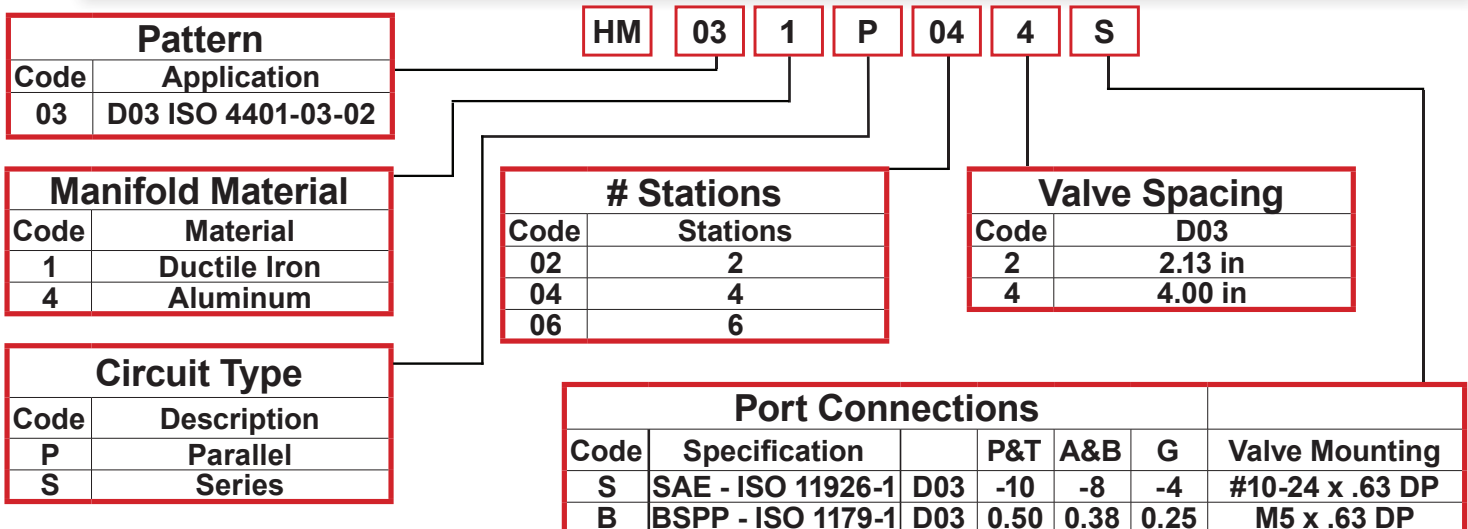 HM 03 1 P 04 4 S
Pattern
Code Application
03 D03 ISO 4401-03-02
Manifold Material
Code Material
1 Ductile Iron
4 Aluminum
# Stations
Code Stations
02 2
04 4
06 6
Valve Spacing
Code D03
2 2.13 in
4 4.00 in
Circuit Type
Code Description
P Parallel
S Series
Port Connections
Code Specification P&T A&B G Valve Mounting
S SAE - ISO 11926-1 D03 -10 -8 -4 #10-24 x .63 DP
B BSPP - ISO 1179-1 D03 0.50 0.38 0.25 M5 x .63 DP